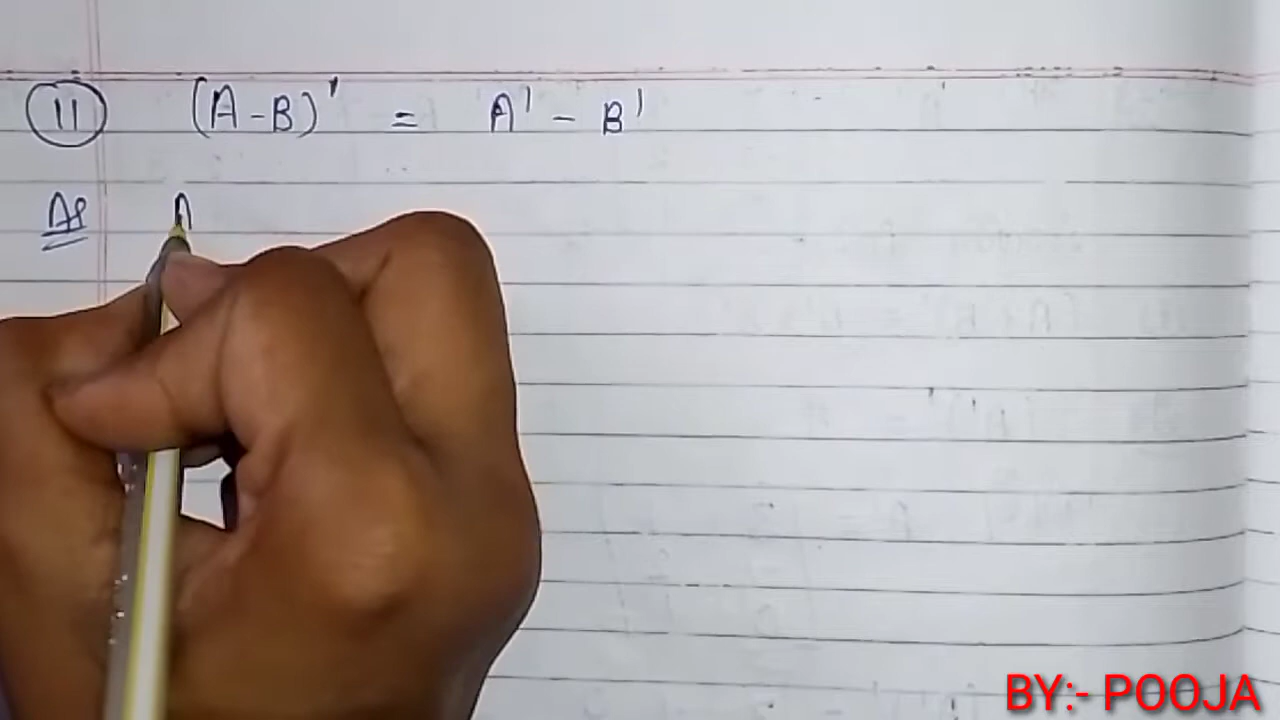 11 (A-B)' = A' - B'
As A
BY:- POOJA